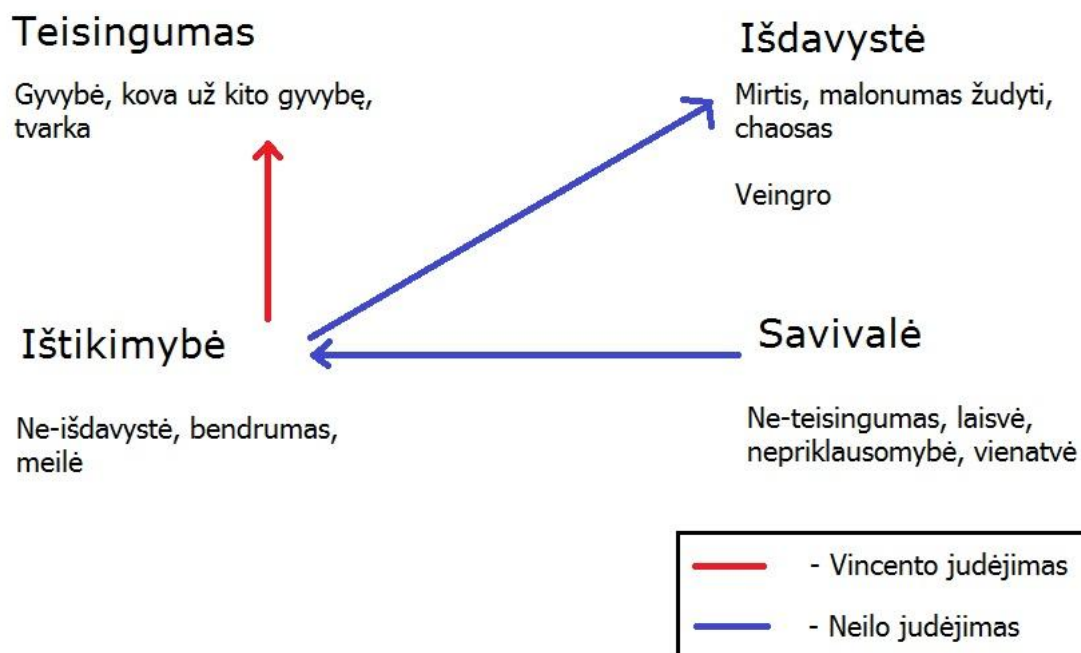 Teisingumas
Gyvybė, kova už kito gyvybę,
tvarka
Išdavystė
Mirtis, malonumas žudyti,
chaosas
Veingro
Ištikimybė
Ne-išdavystė, bendrumas,
meilė
Savivalė
Ne-teisingumas, laisvė,
nepriklausomybė, vienatvė
- Vincento judėjimas
- Neilo judėjimas